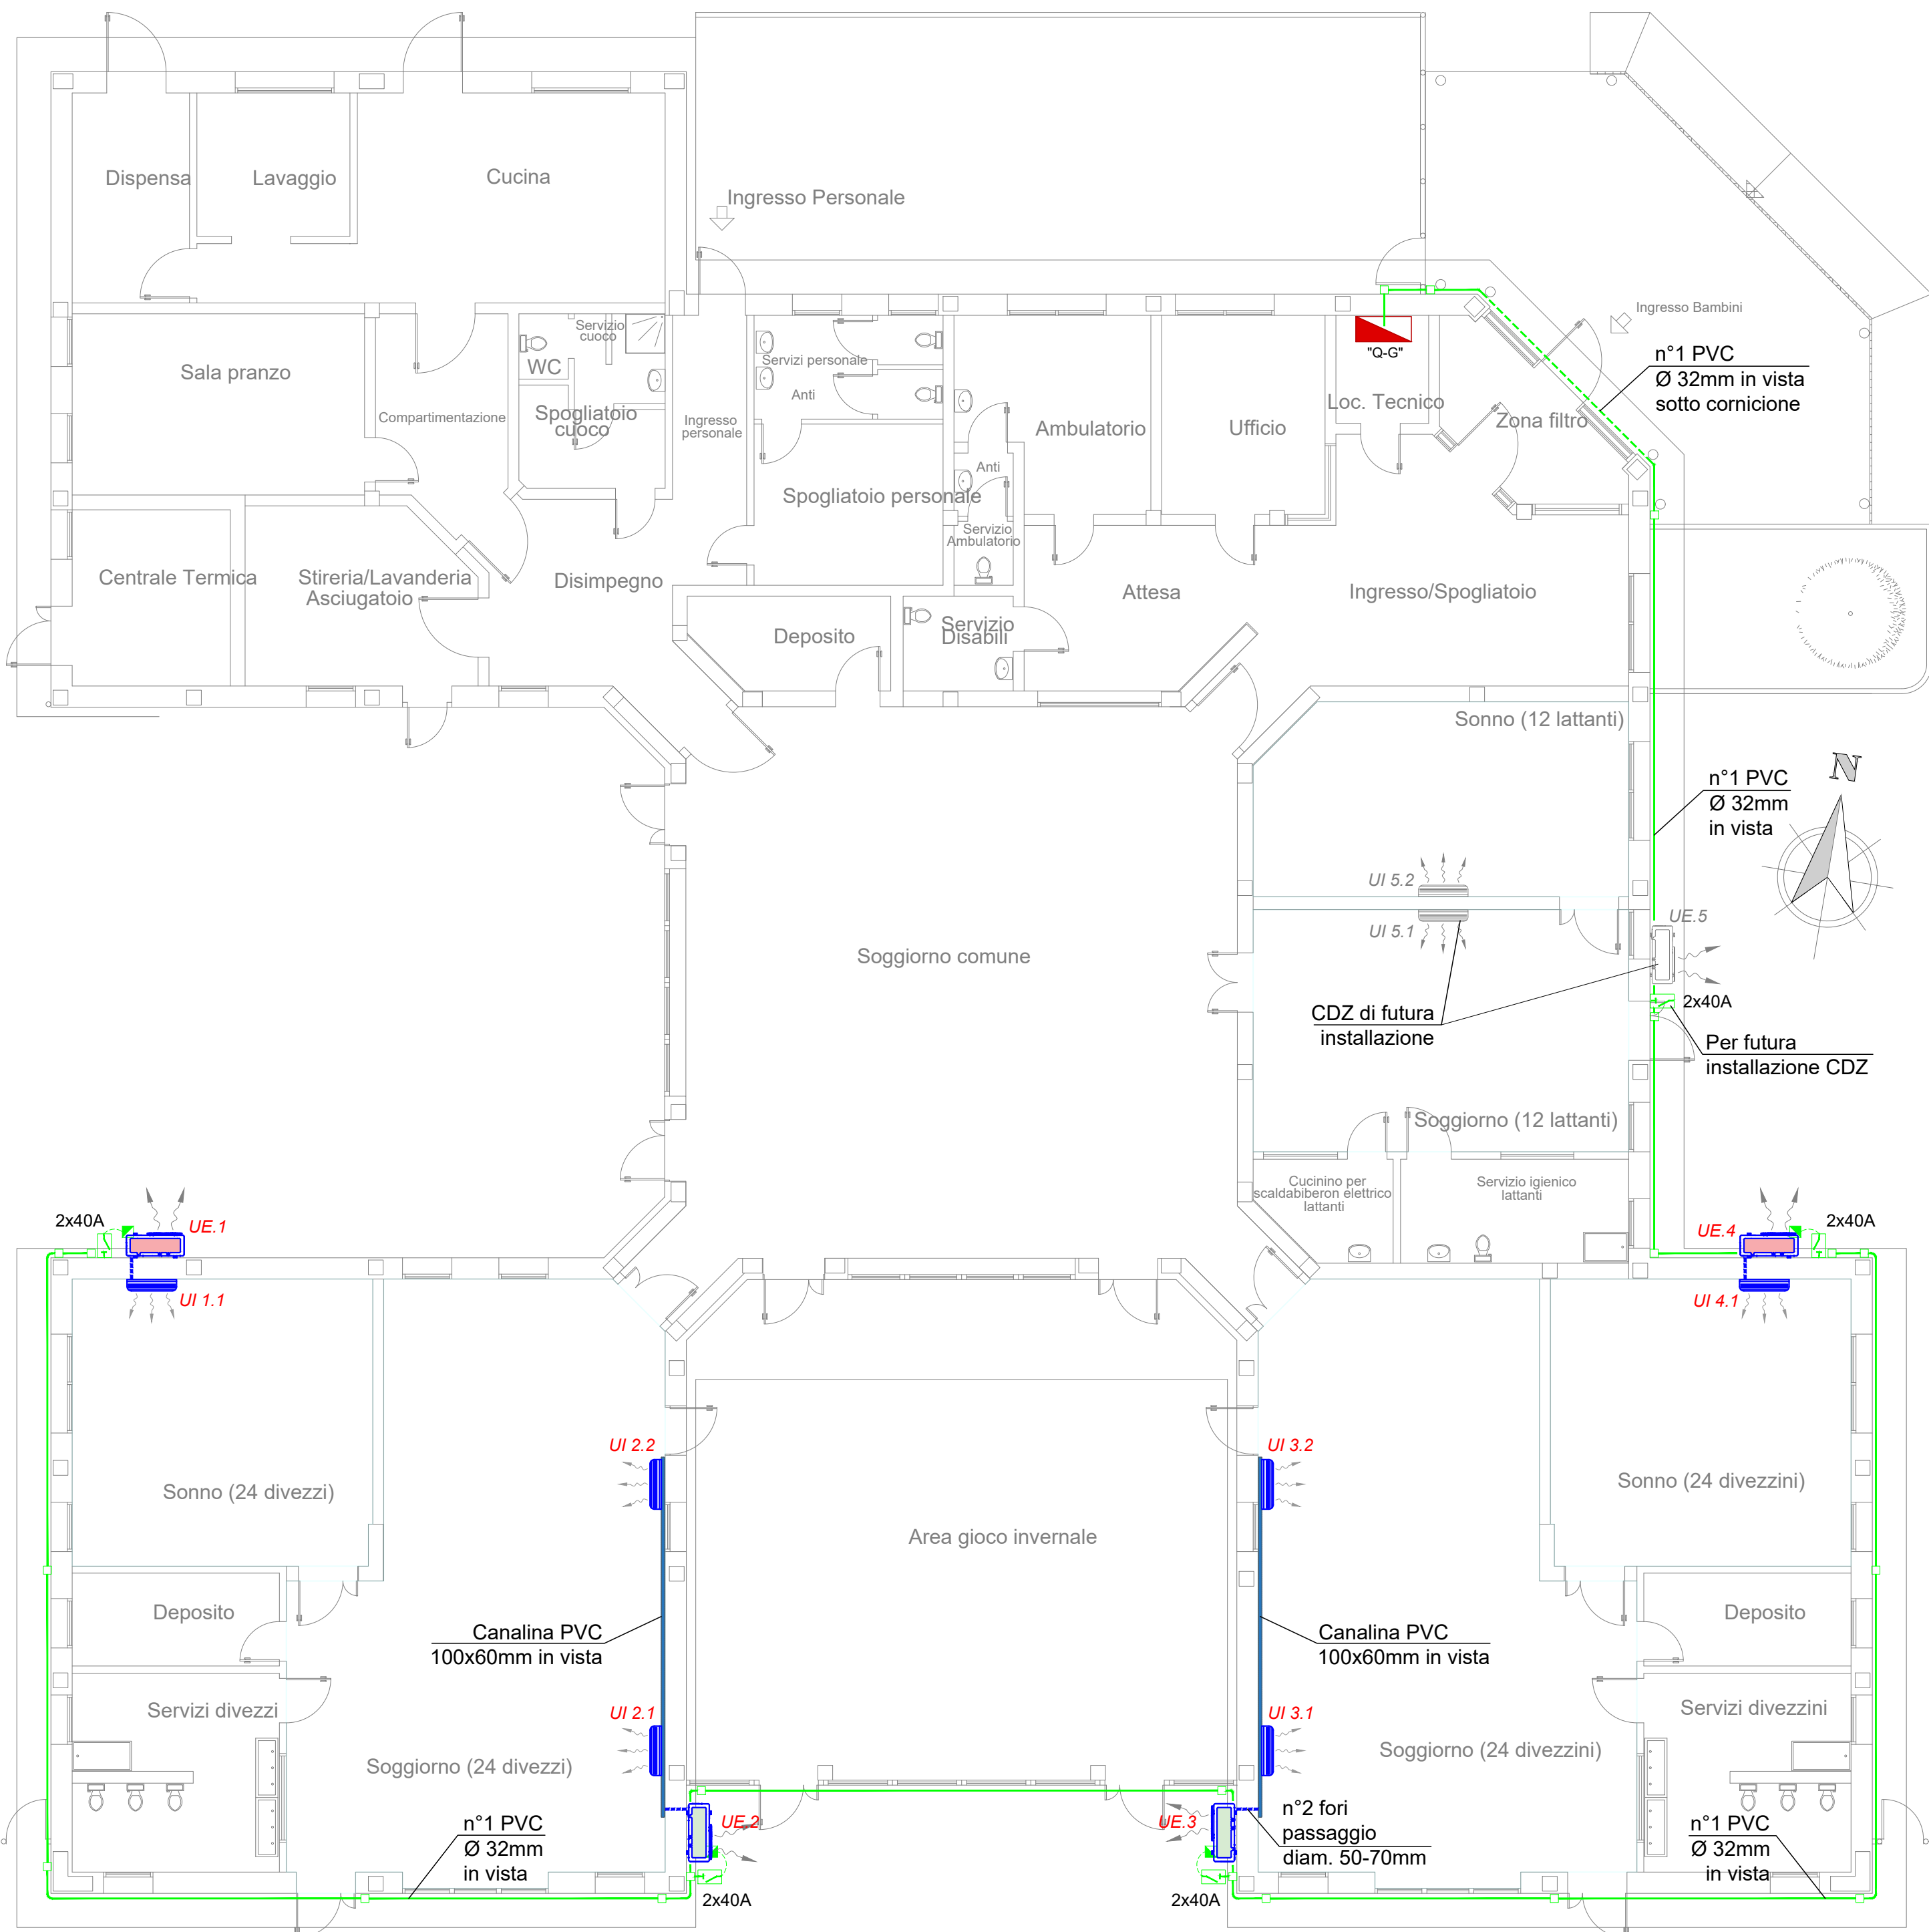 Dispensa
Lavaggio
Cucina
Ingresso Personale
Ingresso Bambini
Servizio
cuoco
WC
Servizi personale
Anti
"Q-G"
n°1 PVC
Ø 32mm in vista
sotto cornicione
Sala pranzo
Compartimentazione
Spogliatoio
cuoco
Ingresso
personale
Ambulatorio
Ufficio
Loc. Tecnico
Zona filtro
Anti
Spogliatoio personale
Servizio
Ambulatorio
Centrale Termica
Stireria/Lavanderia
Asciugatoio
Disimpegno
Attesa
Ingresso/Spogliatoio
Deposito
Servizio
Disabili
Sonno (12 lattanti)
N
n°1 PVC
Ø 32mm
in vista
UI 5.2
UI 5.1
UE.5
Soggiorno comune
2x40A
CDZ di futura
installazione
Per futura
installazione CDZ
Soggiorno (12 lattanti)
Cucinino per
scaldabiberon elettrico
lattanti
Servizio igienico
lattanti
2x40A
UE.1
UI 1.1
UE.4
2x40A
UI 4.1
UI 2.2
UI 3.2
Sonno (24 divezzi)
Sonno (24 divezzini)
Area gioco invernale
Deposito
Deposito
Canalina PVC
100x60mm in vista
Canalina PVC
100x60mm in vista
Servizi divezzi
UI 2.1
UI 3.1
Servizi divezzini
Soggiorno (24 divezzi)
Soggiorno (24 divezzini)
n°1 PVC
Ø 32mm
in vista
UE.2
UE.3
n°2 fori
passaggio
diam. 50-70mm
n°1 PVC
Ø 32mm
in vista
2x40A
2x40A